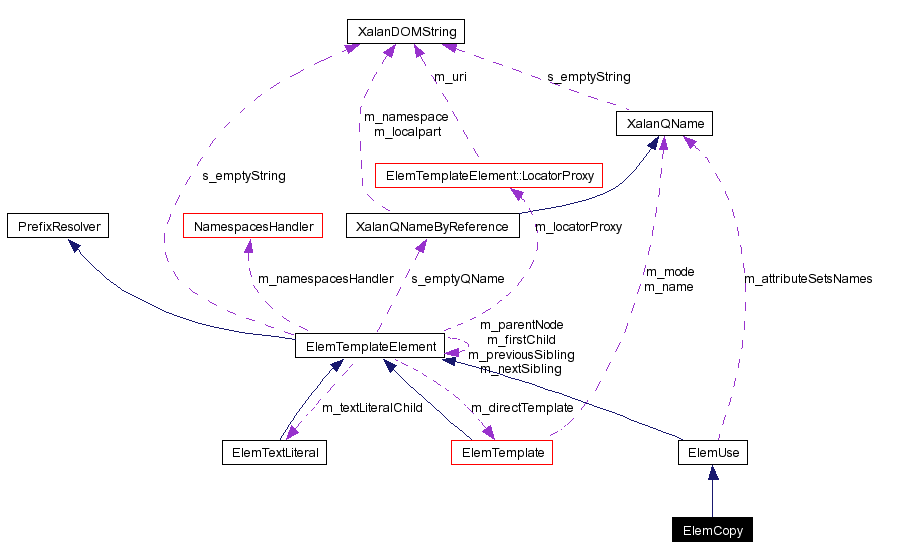 XalanDOMString
m_uri
s_emptyString
m_namespace
m_localpart
XalanQName
s_emptyString
ElemTemplateElement::LocatorProxy
PrefixResolver
NamespacesHandler
XalanQNameByReference
m_locatorProxy
m_namespacesHandler
s_emptyQName
m_mode
m_name
m_attributeSetsNames
m_parentNode
m_firstChild
m_previousSibling
m_nextSibling
ElemTemplateElement
m_textLiteralChild
m_directTemplate
ElemTextLiteral
ElemTemplate
ElemUse
ElemCopy